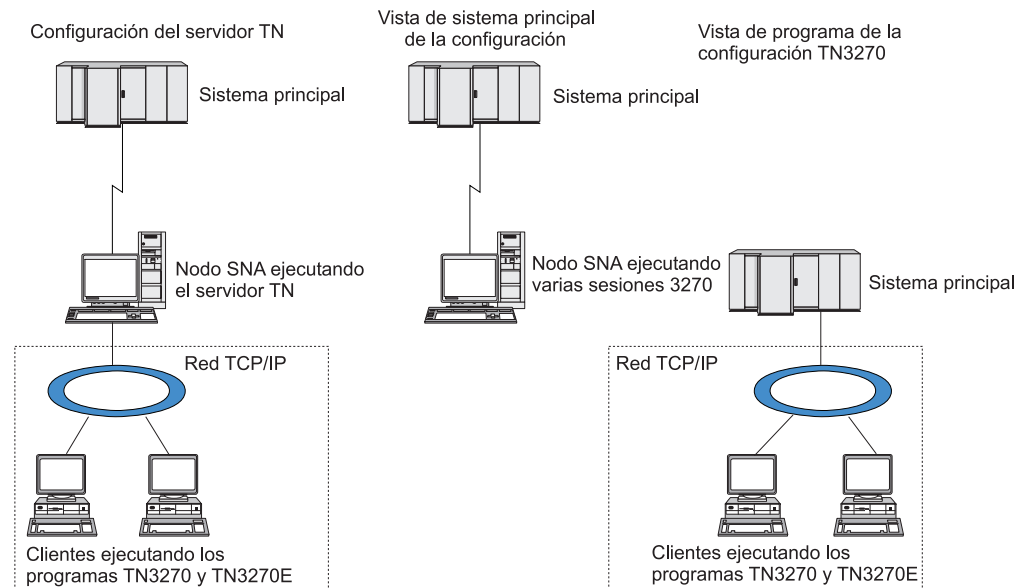 Configuración del servidor TN
Sistema principal
Nodo SNA ejecutando
el servidor TN
Red TCP/IP
Clientes ejecutando los
programas TN3270 y TN3270E
Vista de sistema principal
de la configuración
Sistema principal
Nodo SNA ejecutando
varias sesiones 3270
Vista de programa de la
configuración TN3270
Sistema principal
Red TCP/IP
Clientes ejecutando los
programas TN3270 y TN3270E